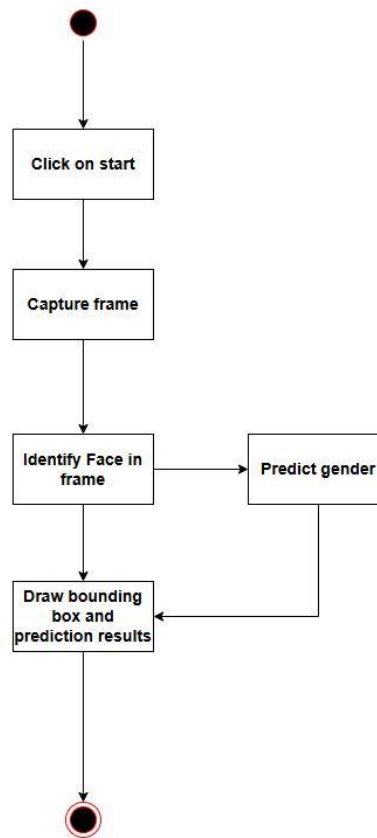 Click on start
Capture frame
Identify Face in
frame
Predict gender
Draw bounding
box and
prediction results